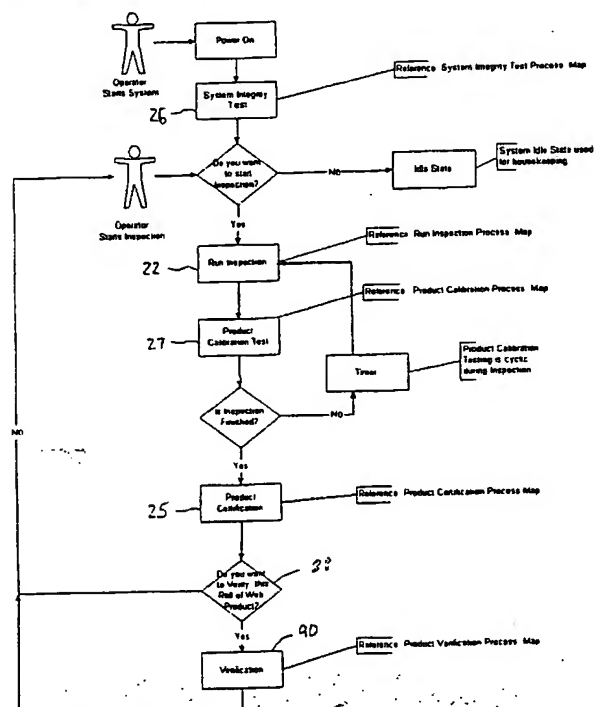 Power On
Operator
Starts System
Reference System Integrity Test Process Map
System Integrity
Test
26
Do you want
to start
Inspection?
NO
Idle State
System Idle State used
for housekeeping
Operator
Starts Inspection
Yes
Reference Run Inspection Process Map
22
Run Inspection
Reference Product Calibration Process Map
27
Product
Calibration Test
Timer
Product Calibration
Testing is cyclic
during Inspection
Is Inspection
Finished?
NO
NO
Yes
25
Product
Certification
Reference Product Certification Process Map
Do you want
to Verify this
Roll of Web
Product?
Yes
90
Verification
Reference Product Verification Process Map